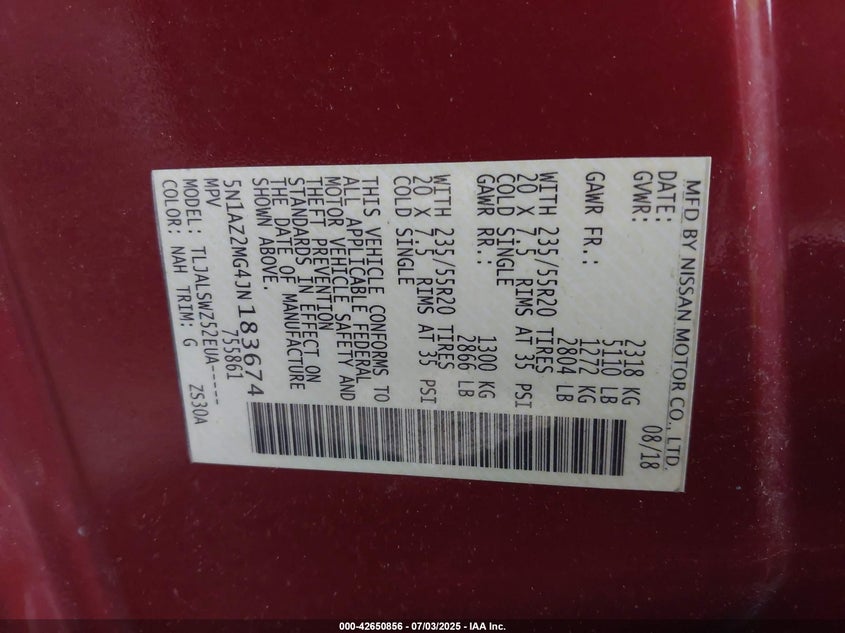 MFD BY NISSAN MOTOR CO., LTD.
DATE: 08/18
GVWR: 2318 KG
5110 LB
GAWR FR.: 1272 KG
2804 LB
WITH 235/55R20 TIRES
20 X 7.5 RIMS AT 35 PSI
COLD SINGLE
GAWR RR.: 1300 KG
2866 LB
WITH 235/55R20 TIRES
20 X 7.5 RIMS AT 35 PSI
COLD SINGLE
THIS VEHICLE CONFORMS TO
ALL APPLICABLE FEDERAL
MOTOR VEHICLE SAFETY AND
THEFT PREVENTION
STANDARDS IN EFFECT ON
THE DATE OF MANUFACTURE
SHOWN ABOVE.
5N1AZ2MG4JN183674
MPV 755861
MODEL: TLJALSWZ52EUA-----
COLOR: NAH TRIM: G ZS30A
000-42650856 - 07/03/2025 - IAA Inc.